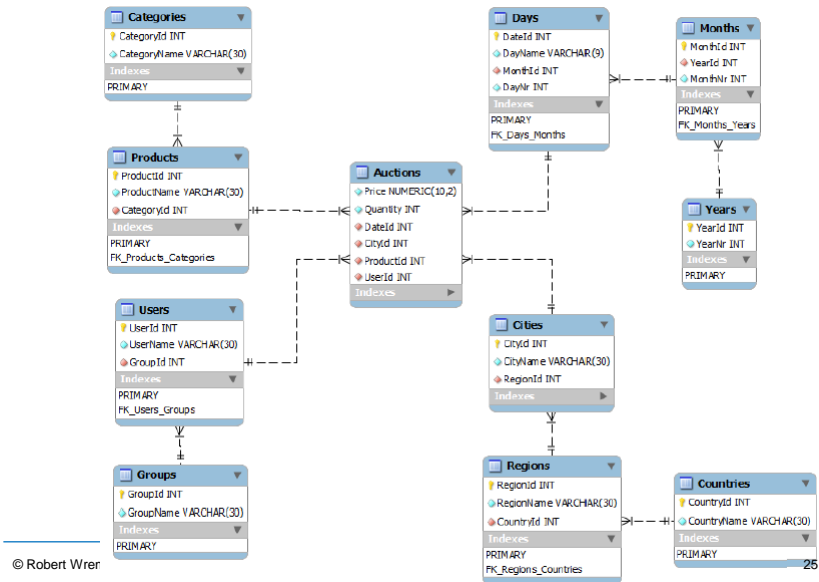 Categories
CategoryId INT
CategoryName VARCHAR(30)
Indexes
PRIMARY
Products
ProductId INT
ProductName VARCHAR(30)
CategoryId INT
Indexes
PRIMARY
FK_Products_Categories
Users
UserId INT
UserName VARCHAR(30)
GroupId INT
Indexes
PRIMARY
FK_Users_Groups
Groups
GroupId INT
GroupName VARCHAR(30)
Indexes
PRIMARY
Auctions
Price NUMERIC(10,2)
Quantity INT
DateId INT
CityId INT
ProductId INT
UserId INT
Indexes
Days
DateId INT
DayName VARCHAR(9)
MonthId INT
DayNr INT
Indexes
PRIMARY
FK_Days_Months
Months
MonthId INT
YearId INT
MonthNr INT
Indexes
PRIMARY
FK_Months_Years
Years
YearId INT
YearNr INT
Indexes
PRIMARY
Cities
CityId INT
CityName VARCHAR(30)
RegionId INT
Indexes
Regions
RegionId INT
RegionName VARCHAR(30)
CountryId INT
Indexes
PRIMARY
FK_Regions_Countries
Countries
CountryId INT
CountryName VARCHAR(30)
Indexes
PRIMARY
© Robert Wrer
25